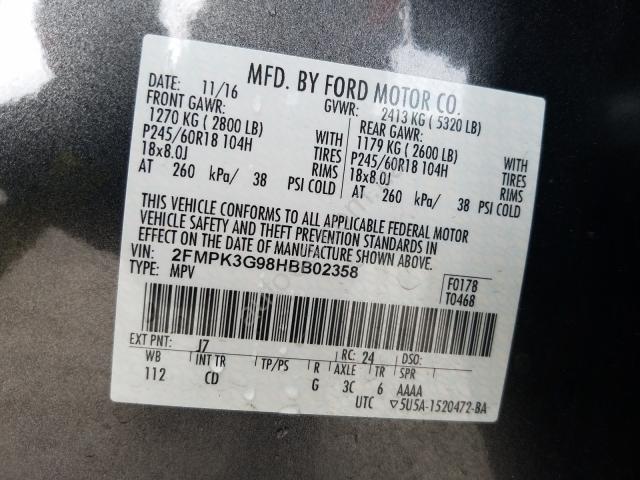 MFD. BY FORD MOTOR CO.
DATE: 11/16 GVWR: 2413 KG ( 5320 LB)
FRONT GAWR: REAR GAWR:
1270 KG ( 2800 LB) WITH 1179 KG ( 2600 LB) WITH
P245/60R18 104H TIRES P245/60R18 104H TIRES
18x8.0J RIMS 18x8.0J RIMS
AT 260 kPa/ 38 PSI COLD AT 260 kPa/ 38 PSI COLD
THIS VEHICLE CONFORMS TO ALL APPLICABLE FEDERAL MOTOR
VEHICLE SAFETY AND THEFT PREVENTION STANDARDS IN
EFFECT ON THE DATE OF MANUFACTURE SHOWN ABOVE.
VIN: 2FMPK3G98HBB02358
TYPE: MPV
F0178
T0468
EXT PNT: J7 RC: 24 DSO:
WB INT TR TP/PS R AXLE TR SPR
112 CD G 3C 6 AAAA
UTC ▽5U5A-1520472-BA